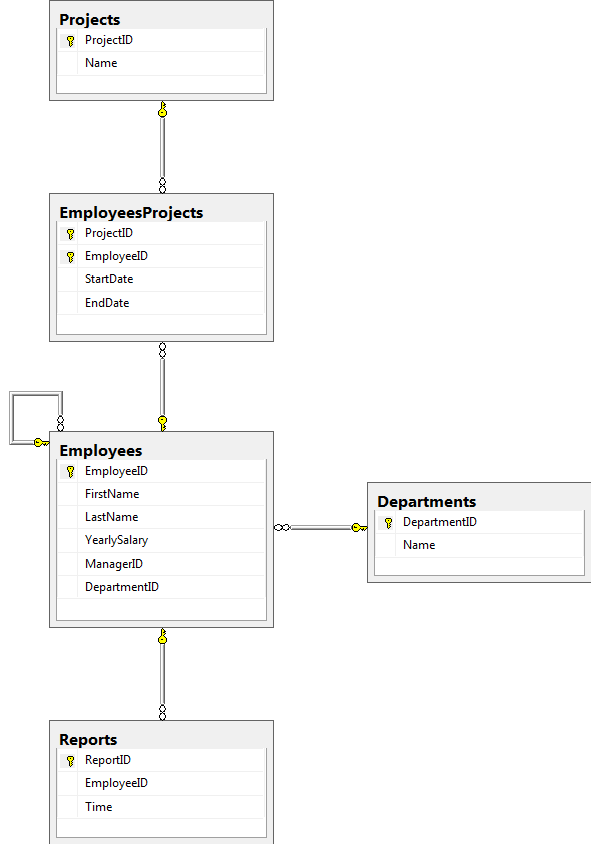 Projects
ProjectID
Name
EmployeesProjects
ProjectID
EmployeeID
StartDate
EndDate
Employees
EmployeeID
FirstName
LastName
YearlySalary
ManagerID
DepartmentID
Departments
DepartmentID
Name
Reports
ReportID
EmployeeID
Time